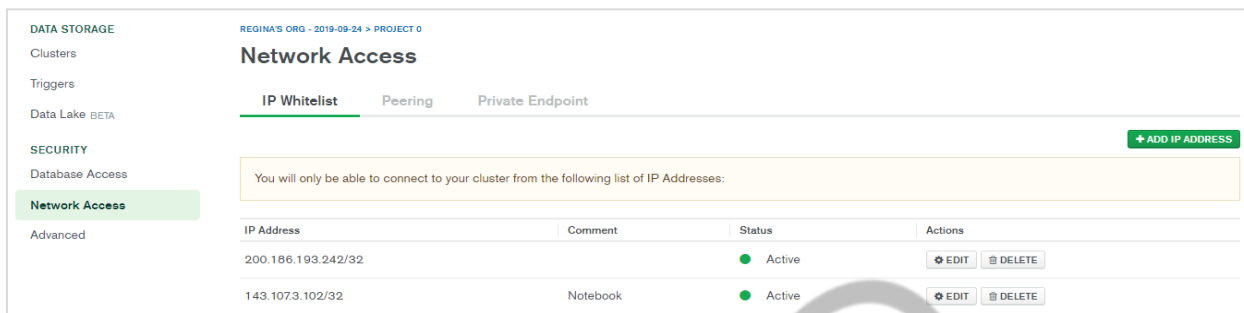 DATA STORAGE
Clusters
Triggers
Data Lake BETA
SECURITY
Database Access
Network Access
Advanced
REGINA'S ORG - 2019-09-24 > PROJECT 0
Network Access
IP Whitelist Peering Private Endpoint
+ ADD IP ADDRESS
You will only be able to connect to your cluster from the following list of IP Addresses:
IP Address Comment Status Actions
200.186.193.242/32 Active EDIT DELETE
143.107.3.102/32 Notebook Active EDIT DELETE